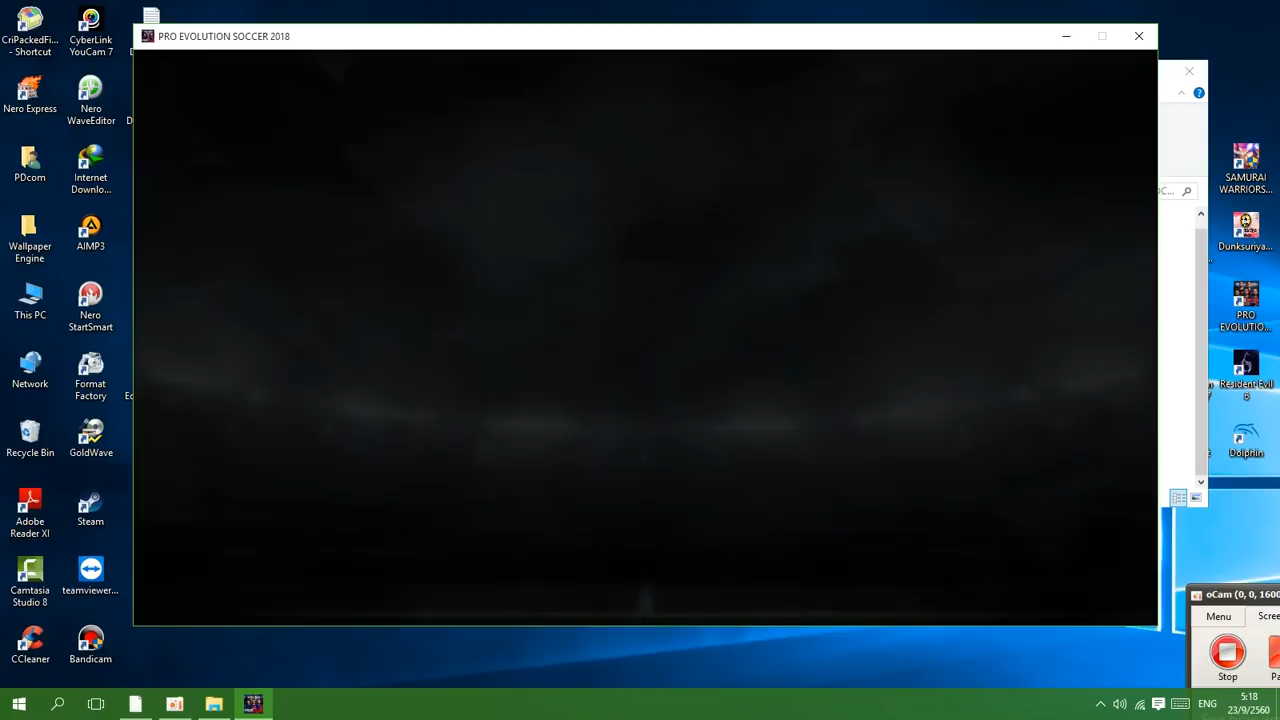 PRO EVOLUTION SOCCER 2018
CriPackedFi...
- Shortcut
CyberLink
YouCam 7
Nero Express
Nero
WaveEditor
PDcom
Internet
Downlo...
Wallpaper
Engine
AIMP3
This PC
Nero
StartSmart
Network
Format
Factory
Recycle Bin
GoldWave
Adobe
Reader XI
Steam
Camtasia
Studio 8
teamviewer...
CCleaner
Bandicam
SAMURAI
WARRIORS...
Dunksuriya...
PRO
EVOLUTIO...
Resident Evil
6
Dolphin
oCam (0, 0, 1600
Menu
Scree
Stop
Pa
ENG
5:18
23/9/2560